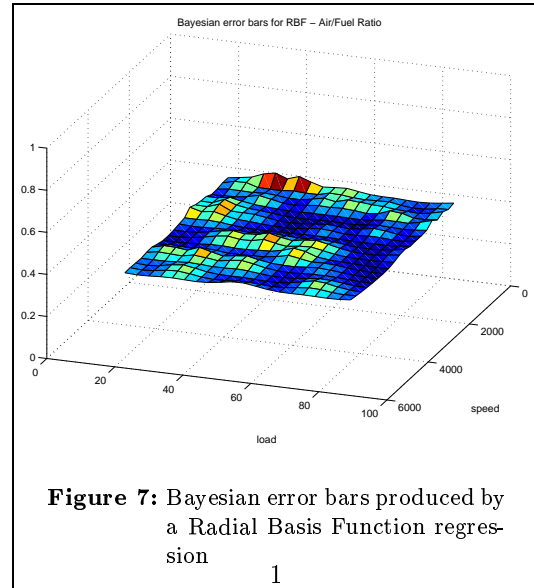 Bayesian error bars for RBF − Air/Fuel Ratio
1
0.8
0.6
0.4
0.2
0
0
20
40
60
80
100
0
2000
4000
6000
speed
load
Figure 7: Bayesian error bars produced by
a Radial Basis Function regres-
sion
1